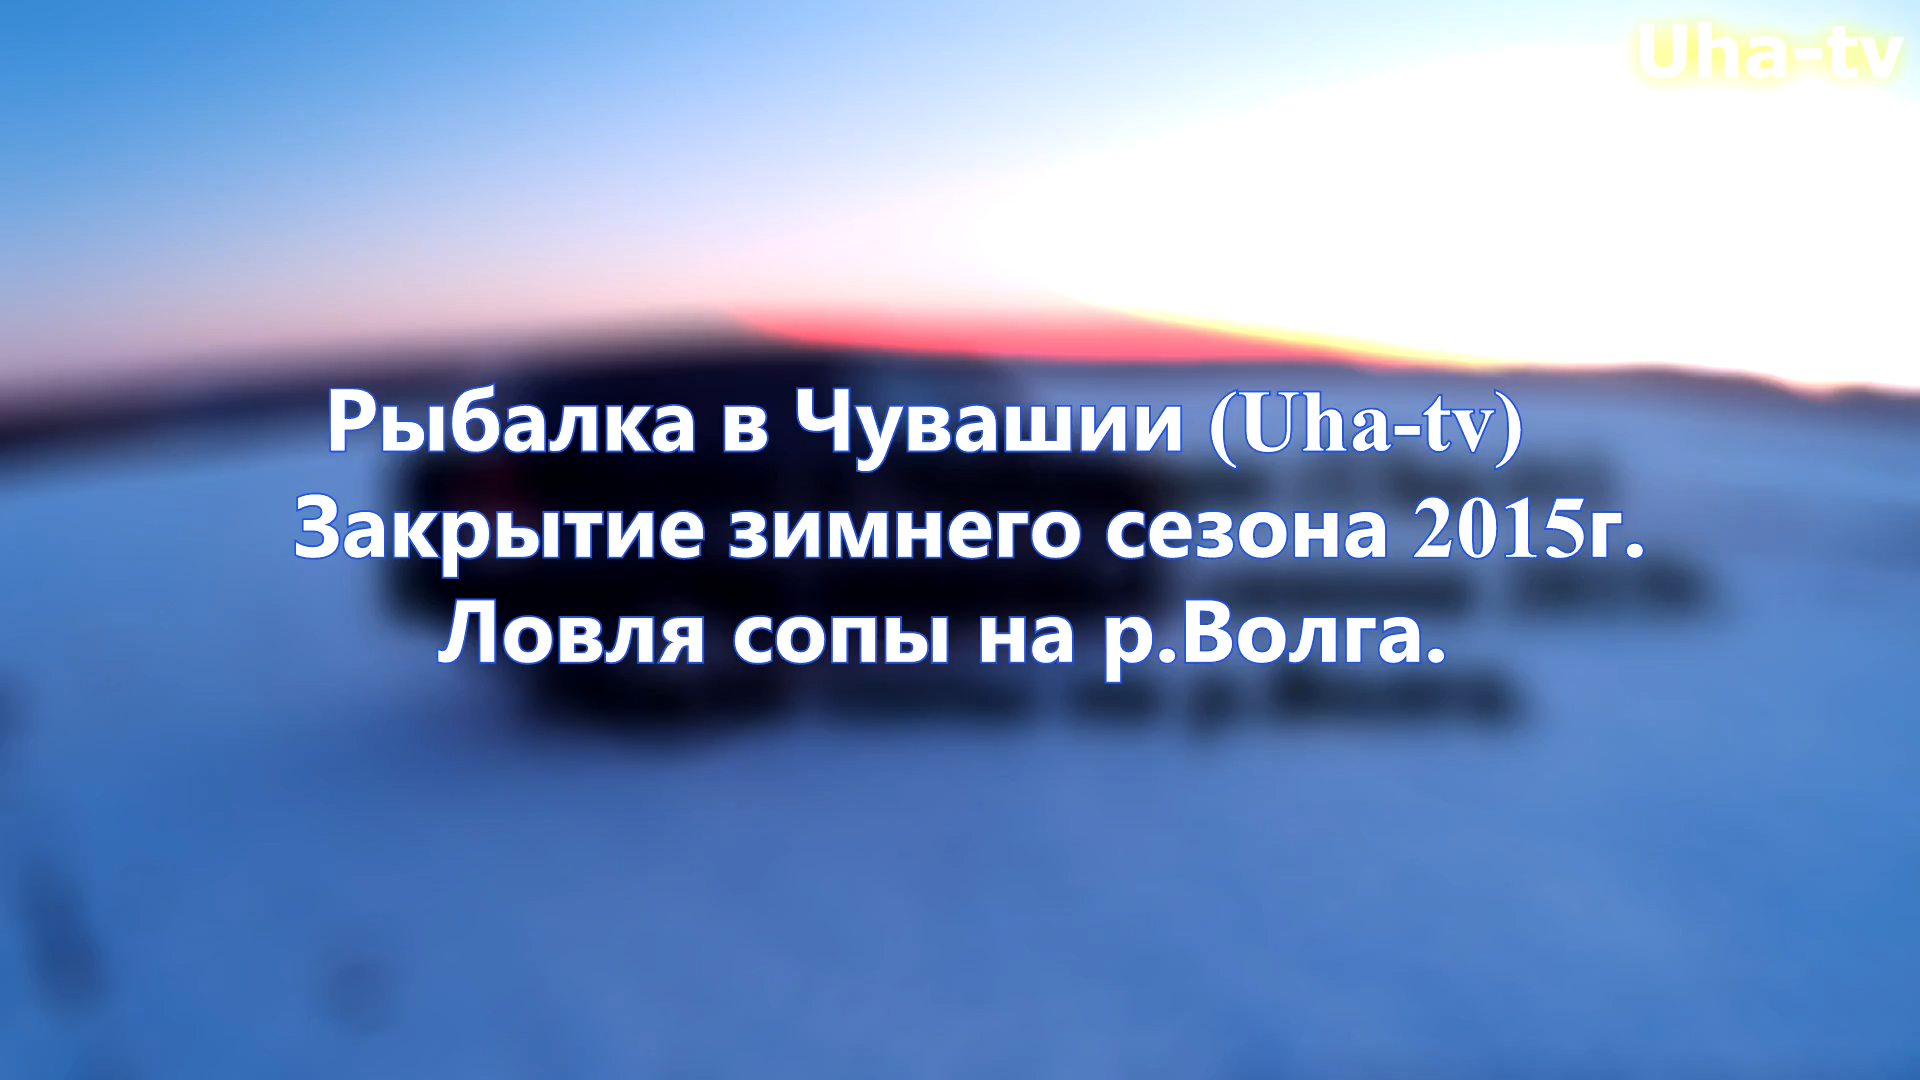 Uha-tv
Рыбалка в Чувашии (Uha-tv)
Закрытие зимнего сезона 2015г.
Ловля сопы на р.Волга.